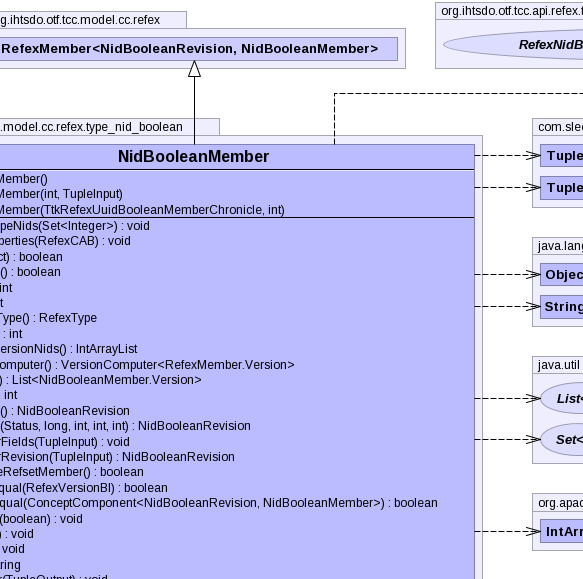 g.ihtsdo.otf.tcc.model.cc.refex
RefexMember<NidBooleanRevision, NidBooleanMember>
org.ihtsdo.otf.tcc.api.refex.t
RefexNidB
.model.cc.refex.type_nid_boolean
NidBooleanMember
Member()
Member(int, TupleInput)
Member(TtkRefexUuidBooleanMemberChronicle, int)
peNids(Set<Integer>) : void
perties(RefexCAB) : void
ct) : boolean
() : boolean
int
t
Type() : RefexType
: int
ersionNids() : IntArrayList
omputer() : VersionComputer<RefexMember.Version>
) : List<NidBooleanMember.Version>
int
() : NidBooleanRevision
(Status, long, int, int, int) : NidBooleanRevision
rFields(TupleInput) : void
rRevision(TupleInput) : NidBooleanRevision
eRefsetMember() : boolean
qual(RefexVersionBI) : boolean
qual(ConceptComponent<NidBooleanRevision, NidBooleanMember>) : boolean
(boolean) : void
) : void
void
ring
r(TupleOutput) : void
com.slee
Tuple
Tuple
java.lang
Objec
String
java.util
List<
Set<
org.apac
IntArr